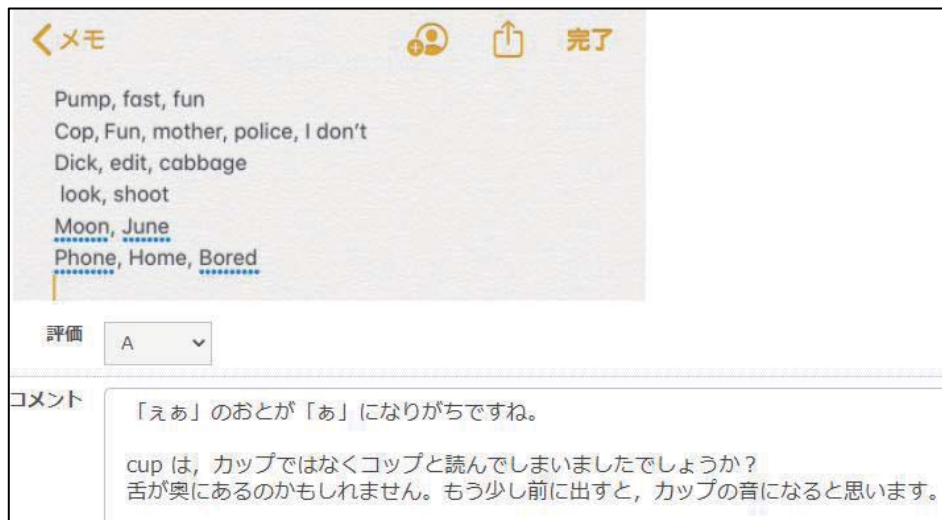 メモ
完了
Pump, fast, fun
Cop, Fun, mother, police, I don't
Dick, edit, cabbage
look, shoot
Moon, June
Phone, Home, Bored
評価
A
コメント
「ぇぁ」のおとが「ぁ」になりがちですね。
cup は，カップではなくコップと読んでしまいましたでしょうか？
舌が奥にあるのかもしれません。もう少し前に出すと，カップの音になると思います。